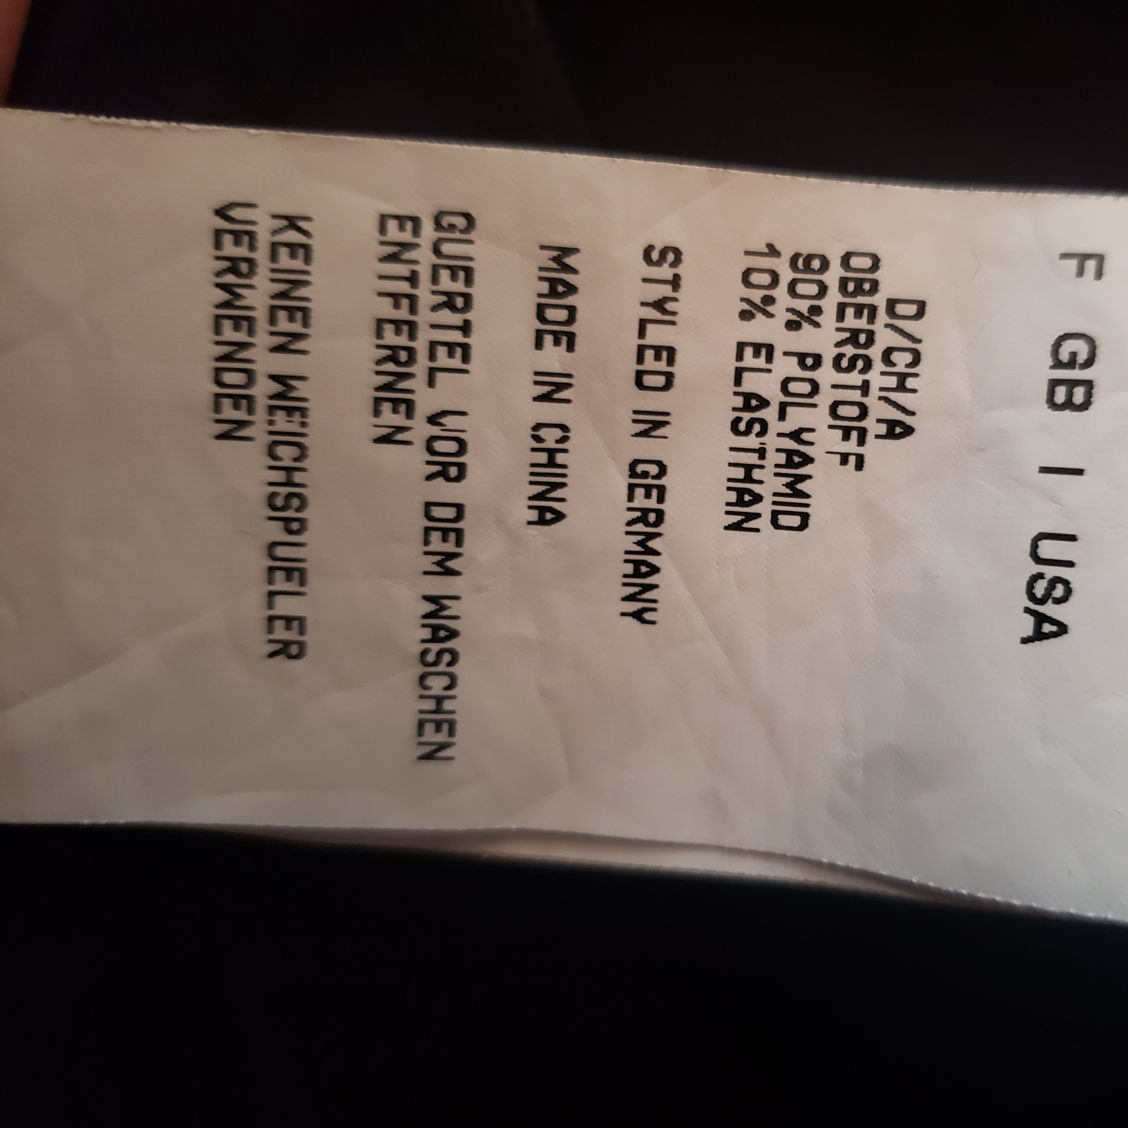 F GB I USA
D/CH/A
OBERSTOFF
90% POLYAMID
10% ELASTHAN
STYLED IN GERMANY
MADE IN CHINA
GUERTEL VOR DEM WASCHEN
ENTFERNEN
KEINEN WEICHSPUELER
VERWENDEN